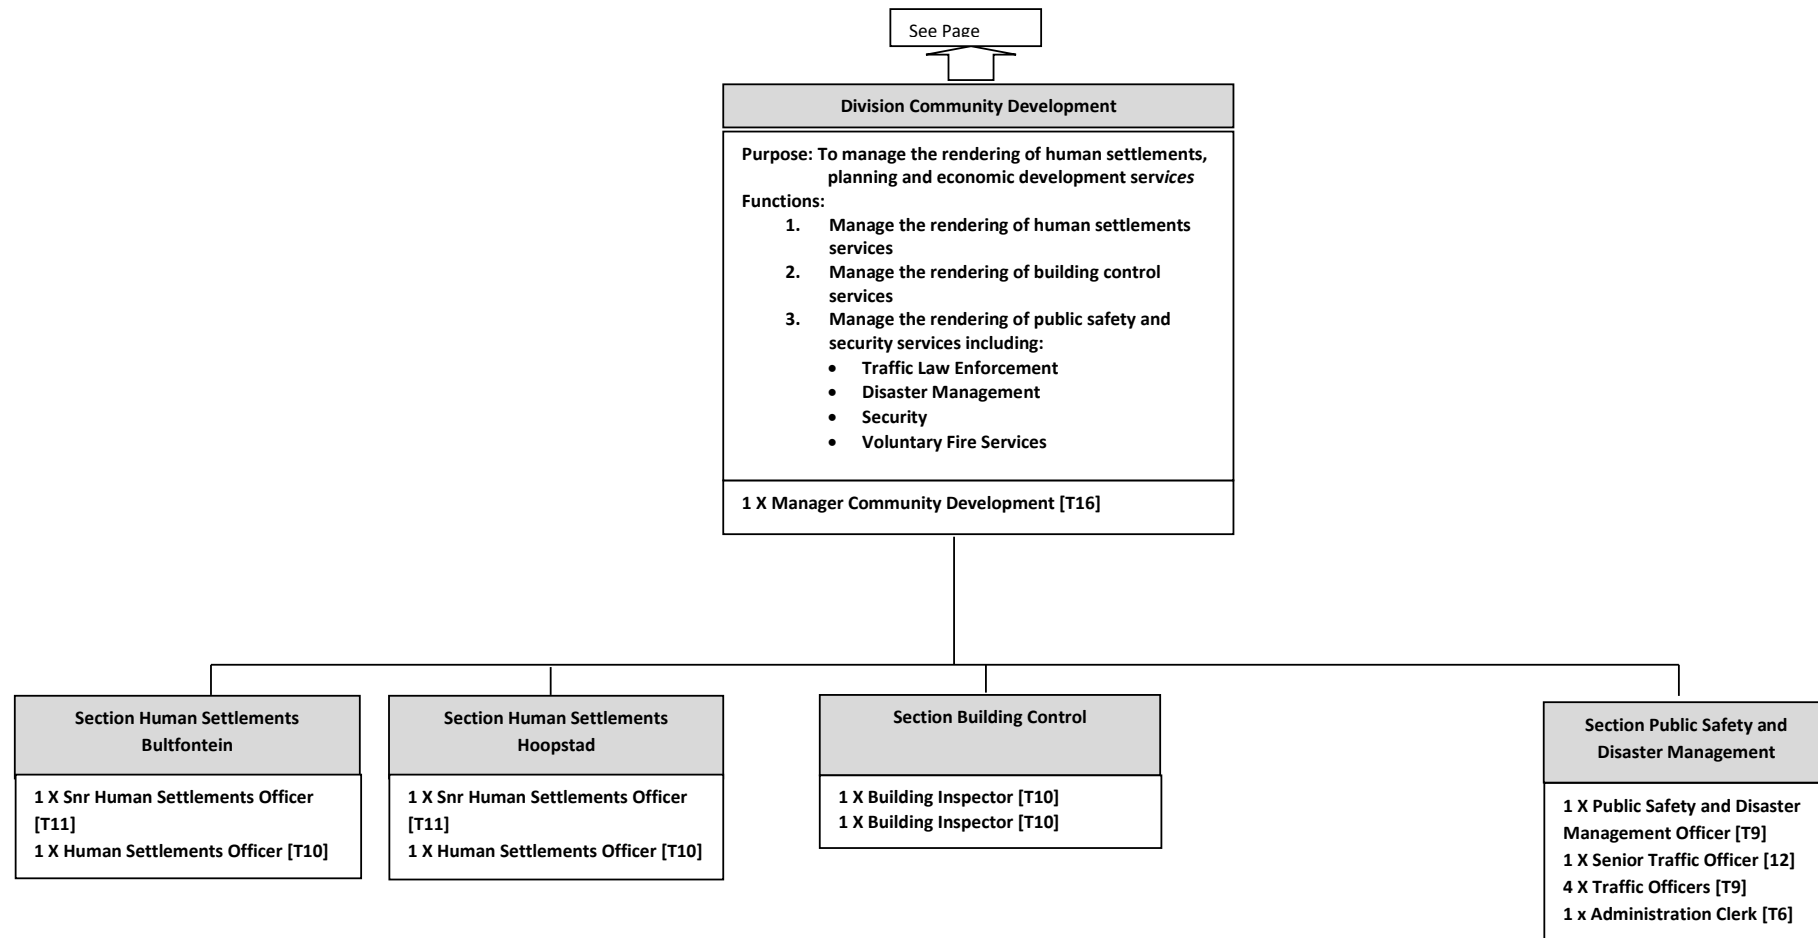 See Page
Division Community Development
Purpose: To manage the rendering of human settlements,
planning and economic development services
Functions:
1. Manage the rendering of human settlements
services
2. Manage the rendering of building control
services
3. Manage the rendering of public safety and
security services including:
• Traffic Law Enforcement
• Disaster Management
• Security
• Voluntary Fire Services
1 X Manager Community Development [T16]
Section Human Settlements
Bultfontein
1 X Snr Human Settlements Officer
[T11]
1 X Human Settlements Officer [T10]
Section Human Settlements
Hoopstad
1 X Snr Human Settlements Officer
[T11]
1 X Human Settlements Officer [T10]
Section Building Control
1 X Building Inspector [T10]
1 X Building Inspector [T10]
Section Public Safety and
Disaster Management
1 X Public Safety and Disaster
Management Officer [T9]
1 X Senior Traffic Officer [12]
4 X Traffic Officers [T9]
1 x Administration Clerk [T6]